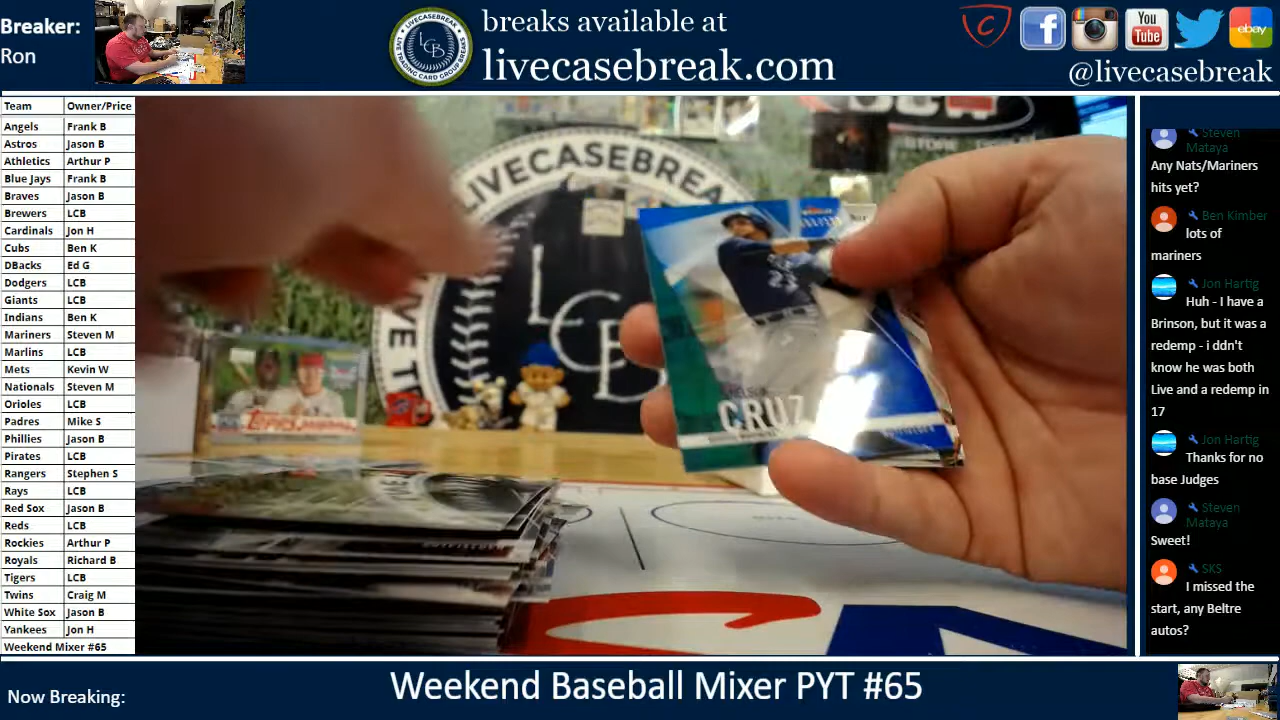 Breaker:
Ron
breaks available at
livecasebreak.com
You
Tube
ebay
@livecasebreak
Team Owner/Price
Angels Frank B
Astros Jason B
Athletics Arthur P
Blue Jays Frank B
Braves Jason B
Brewers LCB
Cardinals Jon H
Cubs Ben K
DBacks Ed G
Dodgers LCB
Giants LCB
Indians Ben K
Mariners Steven M
Marlins LCB
Mets Kevin W
Nationals Steven M
Orioles LCB
Padres Mike S
Phillies Jason B
Pirates LCB
Rangers Stephen S
Rays LCB
Red Sox Jason B
Reds LCB
Rockies Arthur P
Royals Richard B
Tigers LCB
Twins Craig M
White Sox Jason B
Yankees Jon H
Weekend Mixer #65
LIVECASEBREAK
LCB
LIVE
CRUZ
23
Steven
Mataya
Any Nats/Mariners
hits yet?
Ben Kimber
lots of
mariners
Jon Hartig
Huh - I have a
Brinson, but it was a
redemp - i ddn't
know he was both
Live and a redemp in
17
Jon Hartig
Thanks for no
base Judges
Steven
Mataya
Sweet!
SKS
I missed the
start, any Beltre
autos?
Now Breaking:
Weekend Baseball Mixer PYT #65